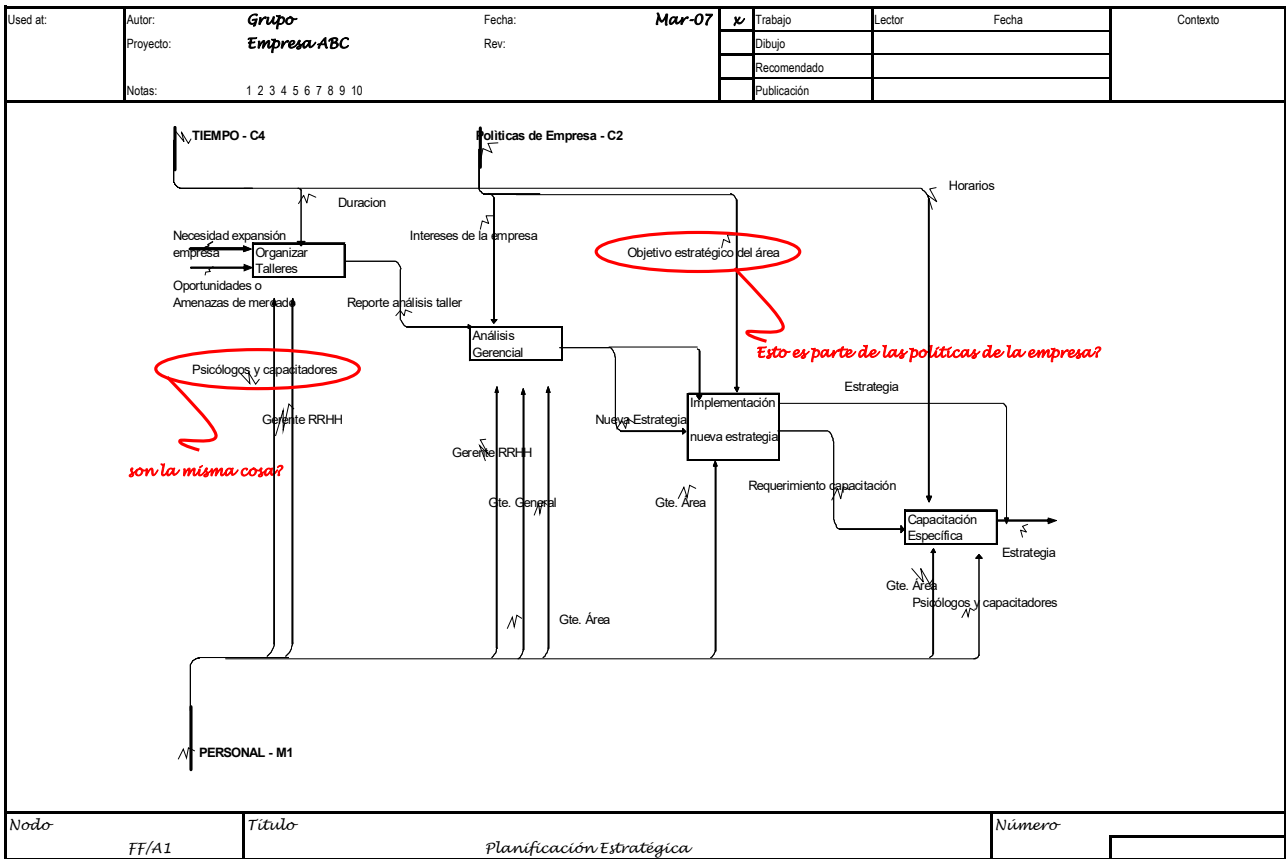 Used at:
Autor:
Grupo
Fecha:
Mar-07
x
Trabajo
Lector
Fecha
Contexto
Proyecto:
Empresa ABC
Rev:
Dibujo
Recomendado
Notas:
1 2 3 4 5 6 7 8 9 10
Publicación
TIEMPO - C4
Politicas de Empresa - C2
Horarios
Duracion
Necesidad expansión
empresa
Intereses de la empresa
Objetivo estratégico del área
Organizar
Talleres
Oportunidades o
Amenazas de mercado
Reporte análisis taller
Análisis
Gerencial
Esto es parte de las políticas de la empresa?
Psicólogos y capacitadores
Estrategia
Implementación
nueva estrategia
Gerente RRHH
Nueva Estrategia
Gerente RRHH
son la misma cosa?
Requerimiento capacitación
Gte. General
Gte. Área
Capacitación
Específica
Estrategia
Gte. Área
Psicólogos y capacitadores
Gte. Área
PERSONAL - M1
Nodo
Título
Número
FF/A1
Planificación Estratégica